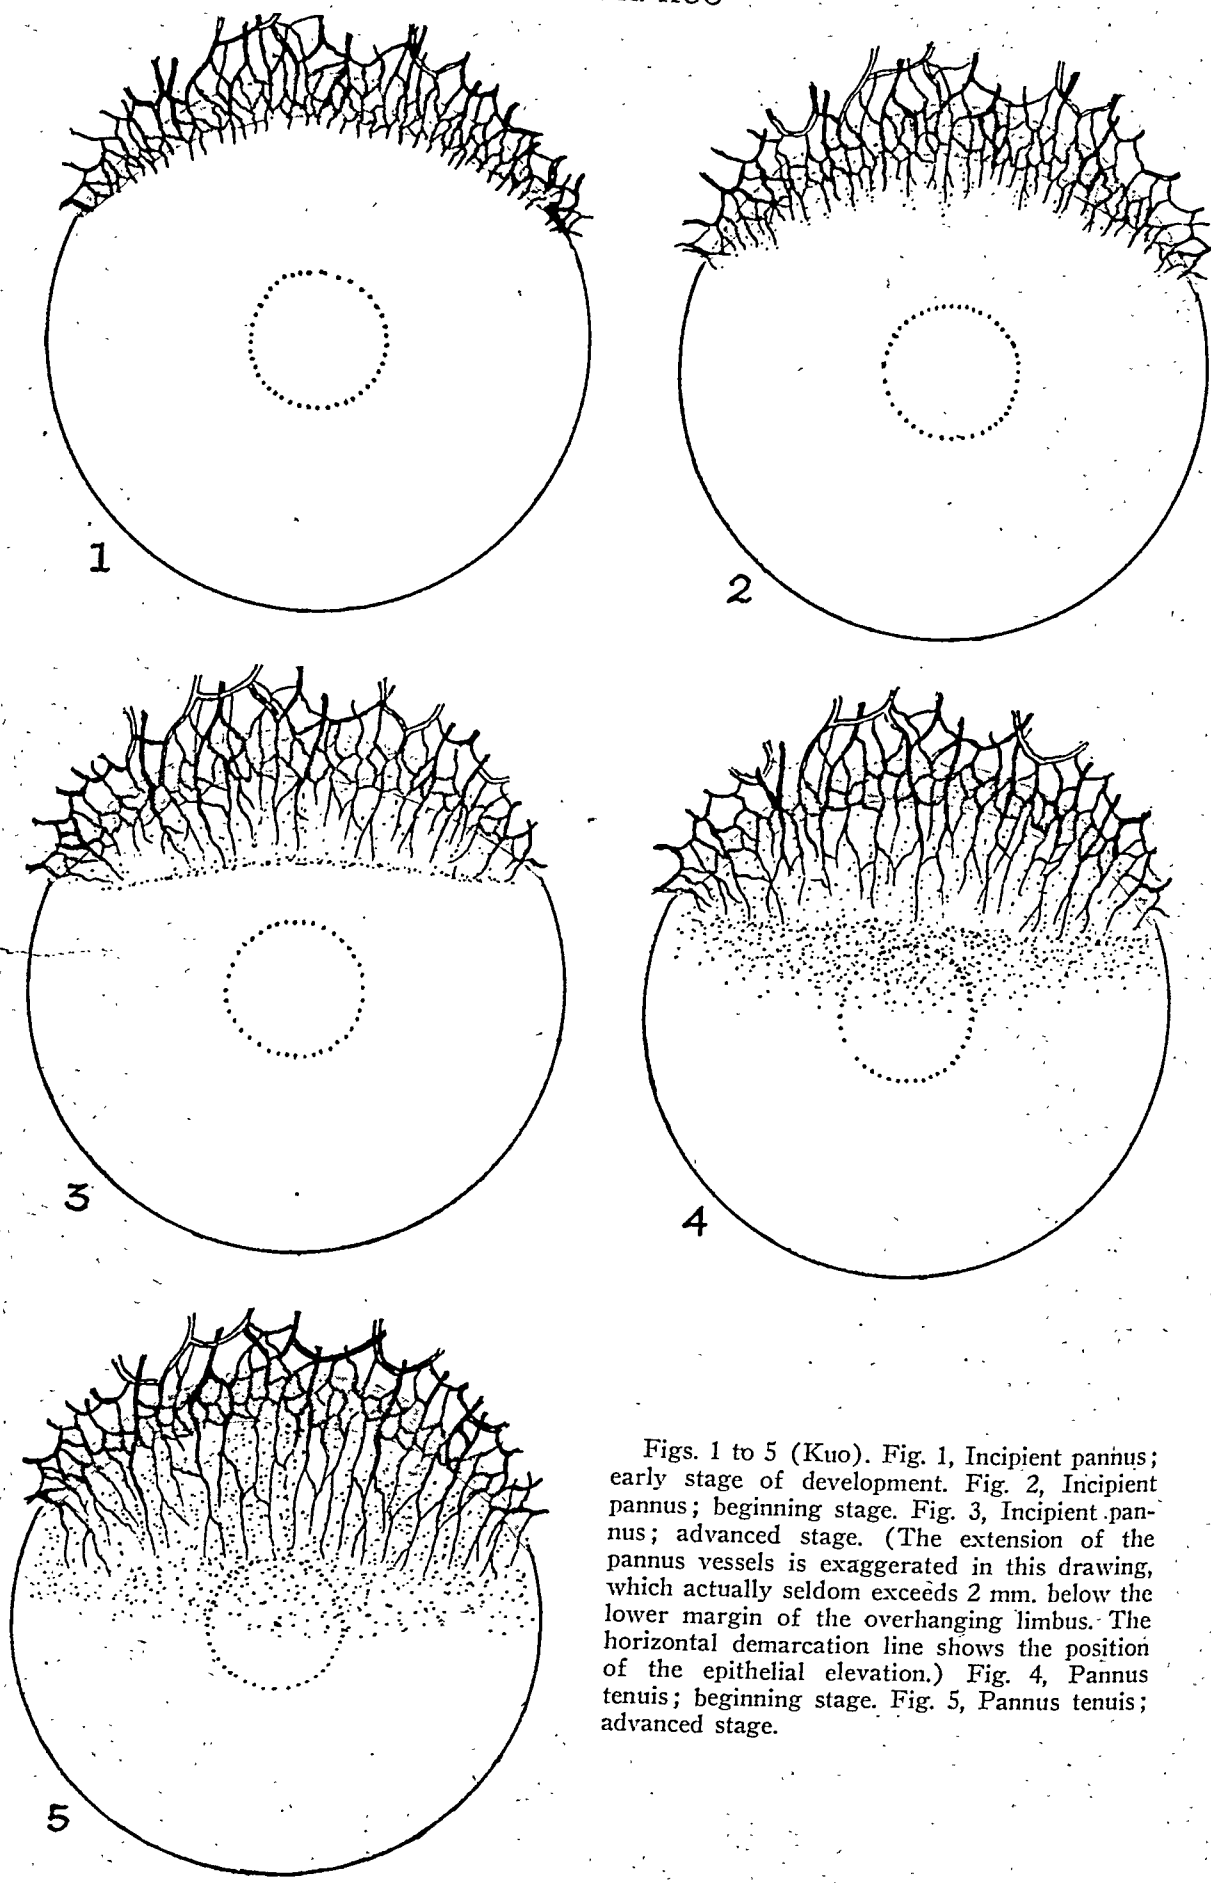 1
2
3
4
5
Figs. 1 to 5 (Kuo). Fig. 1, Incipient pannus;
early stage of development. Fig. 2, Incipient
pannus; beginning stage. Fig. 3, Incipient pan-
nus; advanced stage. (The extension of the
pannus vessels is exaggerated in this drawing,
which actually seldom exceeds 2 mm. below the
lower margin of the overhanging limbus. The
horizontal demarcation line shows the position
of the epithelial elevation.) Fig. 4, Pannus
tenuis; beginning stage. Fig. 5, Pannus tenuis;
advanced stage.